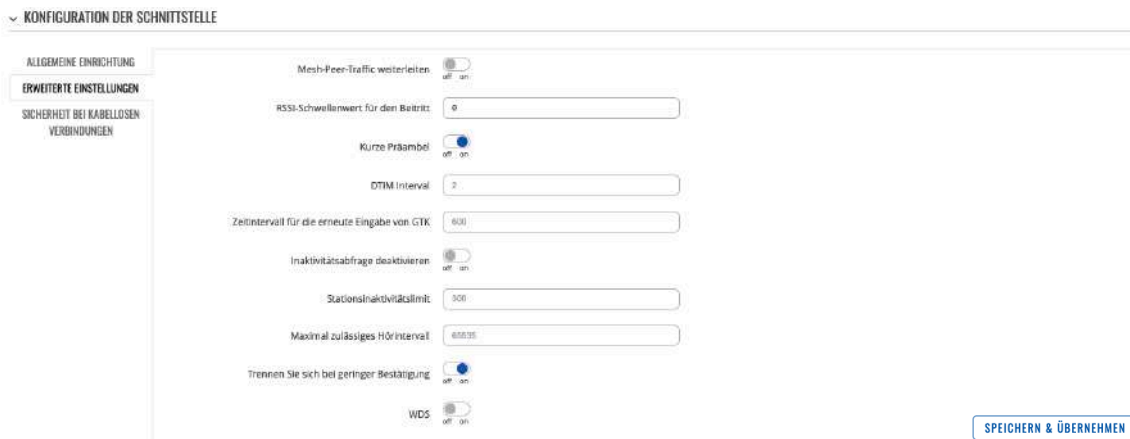 KONFIGURATION DER SCHNITTSTELLE
ALLGEMEINE EINRICHTUNG
ERWEITERTE EINSTELLUNGEN
SICHERHEIT BEI KABELLOSEN
VERBINDUNGEN
Mesh-Peer-Traffic weiterleiten
off on
RSSI-Schwellenwert für den Beitritt 0
Kurze Präambel
off on
DTIM Interval 2
Zeitintervall für die erneute Eingabe von GTK 600
Inaktivitätsabfrage deaktivieren
off on
Stationsinaktivitätslimit 300
Maximal zulässiges Hörintervall 65535
Trennen Sie sich bei geringer Bestätigung
off on
WDS
off on
SPEICHERN & ÜBERNEHMEN